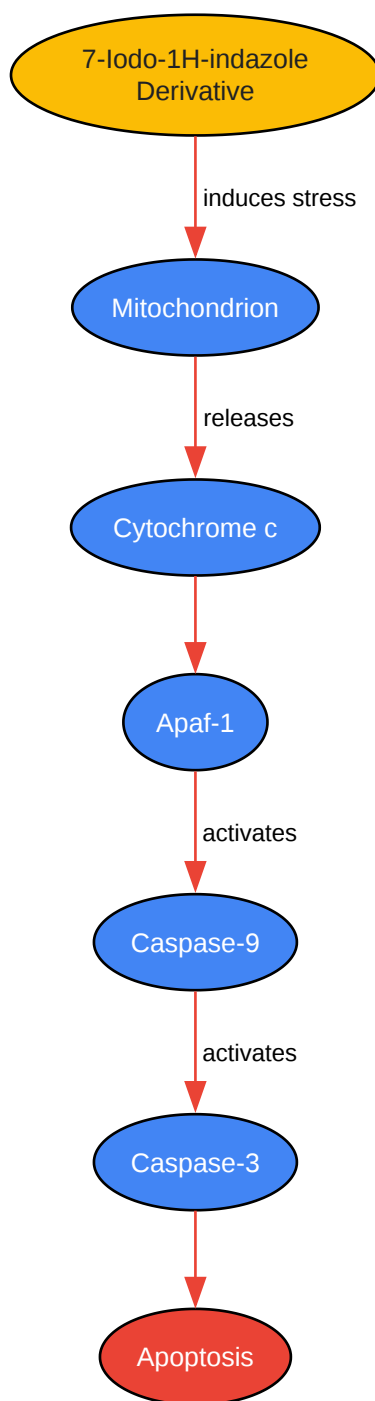 7-Iodo-1H-indazole
Derivative
induces stress
Mitochondrion
releases
Cytochrome c
Apaf-1
activates
Caspase-9
activates
Caspase-3
Apoptosis